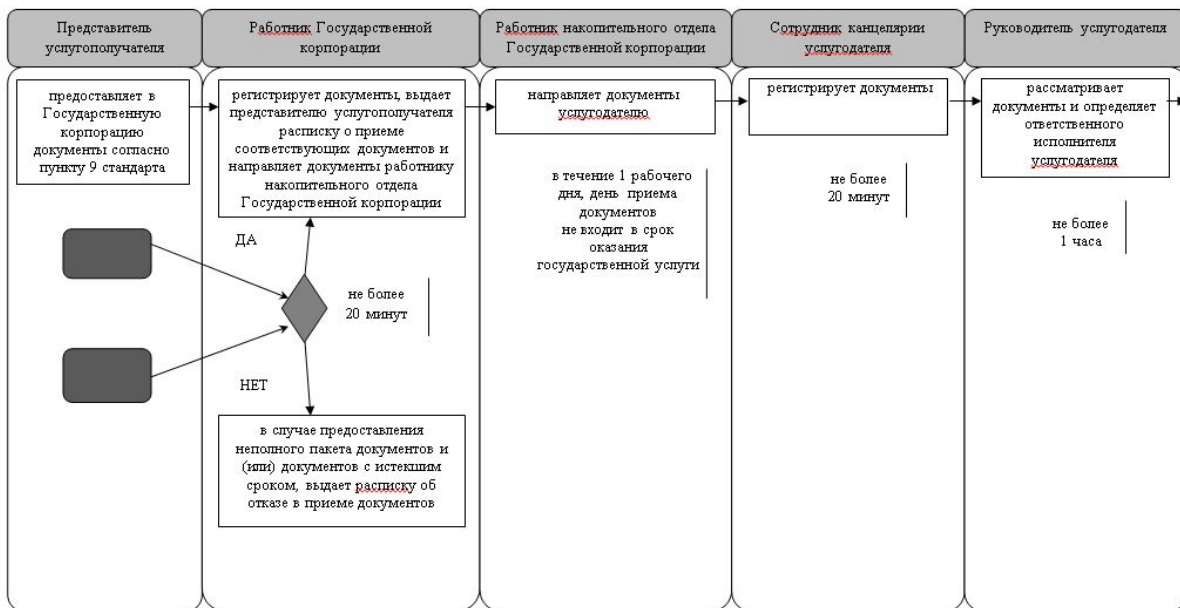 Представитель
услугополучателя
Работник Государственной
корпорации
Работник накопительного отдела
Государственной корпорации
Сотрудник канцелярии
услугодателя
Руководитель услугодателя
предоставляет в
Государственную
корпорацию
документы согласно
пункту 9 стандарта
регистрирует документы, выдает
представителю услугополучателя
расписку о приеме
соответствующих документов и
направляет документы работнику
накопительного отдела
Государственной корпорации
направляет документы
услугодателю
регистрирует документы
рассматривает
документы и определяет
ответственного
исполнителя
услугодателя
в течение 1 рабочего
дня, день приема
документов
не входит в срок
оказания
государственной услуги
не более
20 минут
не более
1 часа
ДА
не более
20 минут
НЕТ
в случае предоставления
неполного пакета документов и
(или) документов с истекшим
сроком, выдает расписку об
отказе в приеме документов